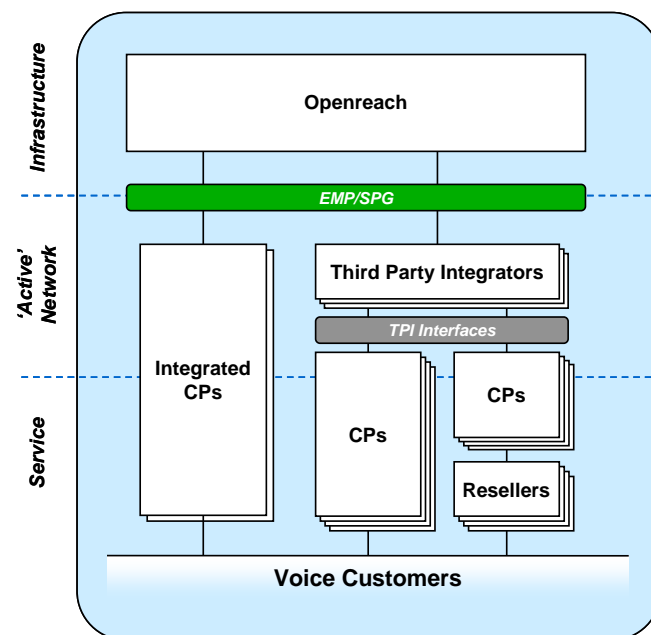 Infrastructure
Openreach
EMP/SPG
'Active'
Network
Third Party Integrators
TPI Interfaces
Integrated
CPs
CPs
CPs
Service
Resellers
Voice Customers